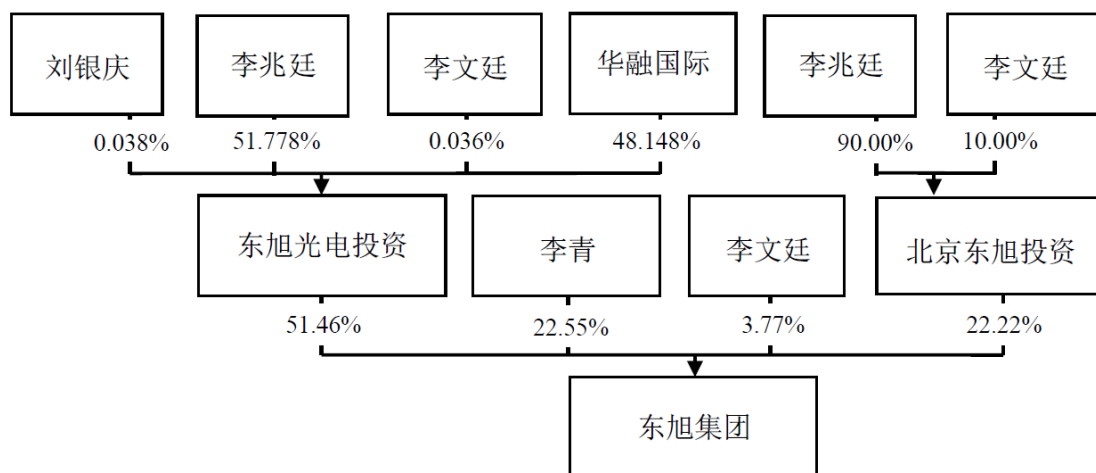 刘银庆 李兆廷 李文廷 华融国际 李兆廷 李文廷
0.038% 51.778% 0.036% 48.148% 90.00% 10.00%
东旭光电投资 李青 李文廷 北京东旭投资
51.46% 22.55% 3.77% 22.22%
东旭集团